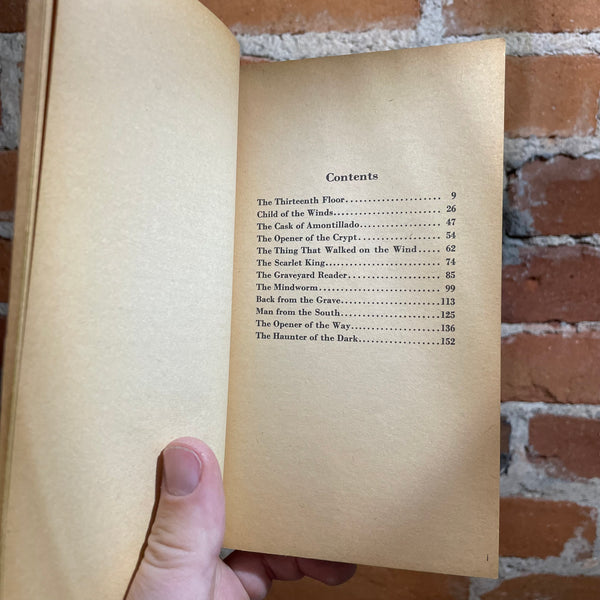 Contents
The Thirteenth Floor.....................9
Child of the Winds.......................26
The Cask of Amontillado..................47
The Opener of the Crypt..................54
The Thing That Walked on the Wind.....62
The Scarlet King.........................74
The Graveyard Reader.....................85
The Mindworm.............................99
Back from the Grave.....................113
Man from the South......................125
The Opener of the Way...................136
The Haunter of the Dark.................152